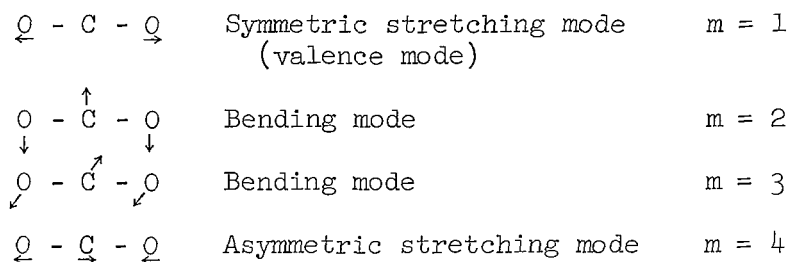 O - C - O Symmetric stretching mode m = 1
(valence mode)
O - C - O Bending mode m = 2
O - C - O Bending mode m = 3
O - C - O Asymmetric stretching mode m = 4